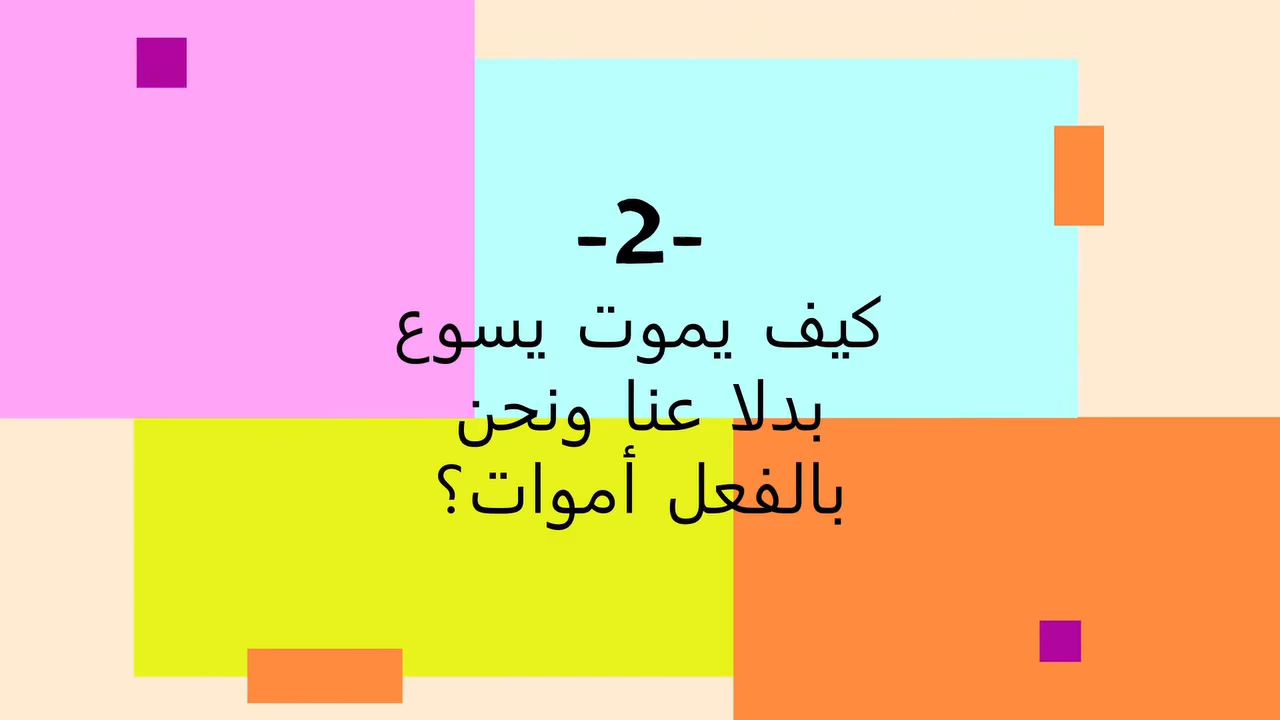 -2-
كيف يموت يسوع
بدلا عنا ونحن
بالفعل أموات؟